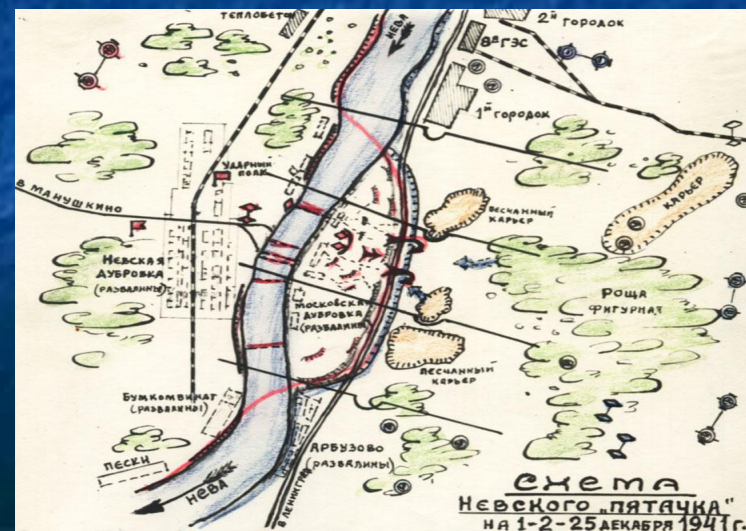 ТЕПЛОБЕТОН
НЕВА
2й ГОРОДОК
8я ГЭС
1й ГОРОДОК
УДАРНЫЙ
ПОЛК
В МАНУШКИНО
ПЕСЧАННЫЙ
КАРЬЕР
КАРЬЕР
НЕВСКАЯ
ДУБРОВКА
(РАЗВАЛИНЫ)
МОСКОВСКАЯ
ДУБРОВКА
(РАЗВАЛИНЫ)
РОЩА
ФИГУРНАЯ
ПЕСЧАННЫЙ
КАРЬЕР
БУМКОМБИНАТ
(РАЗВАЛИНЫ)
ПЕСКИ
АРБУЗОВО
(РАЗВАЛИНЫ)
НЕВА
В ЛЕНИНГРАД
СХЕМА
НЕВСКОГО „ПЯТАЧКА"
НА 1-2-25 ДЕКАБРЯ 1941 г.